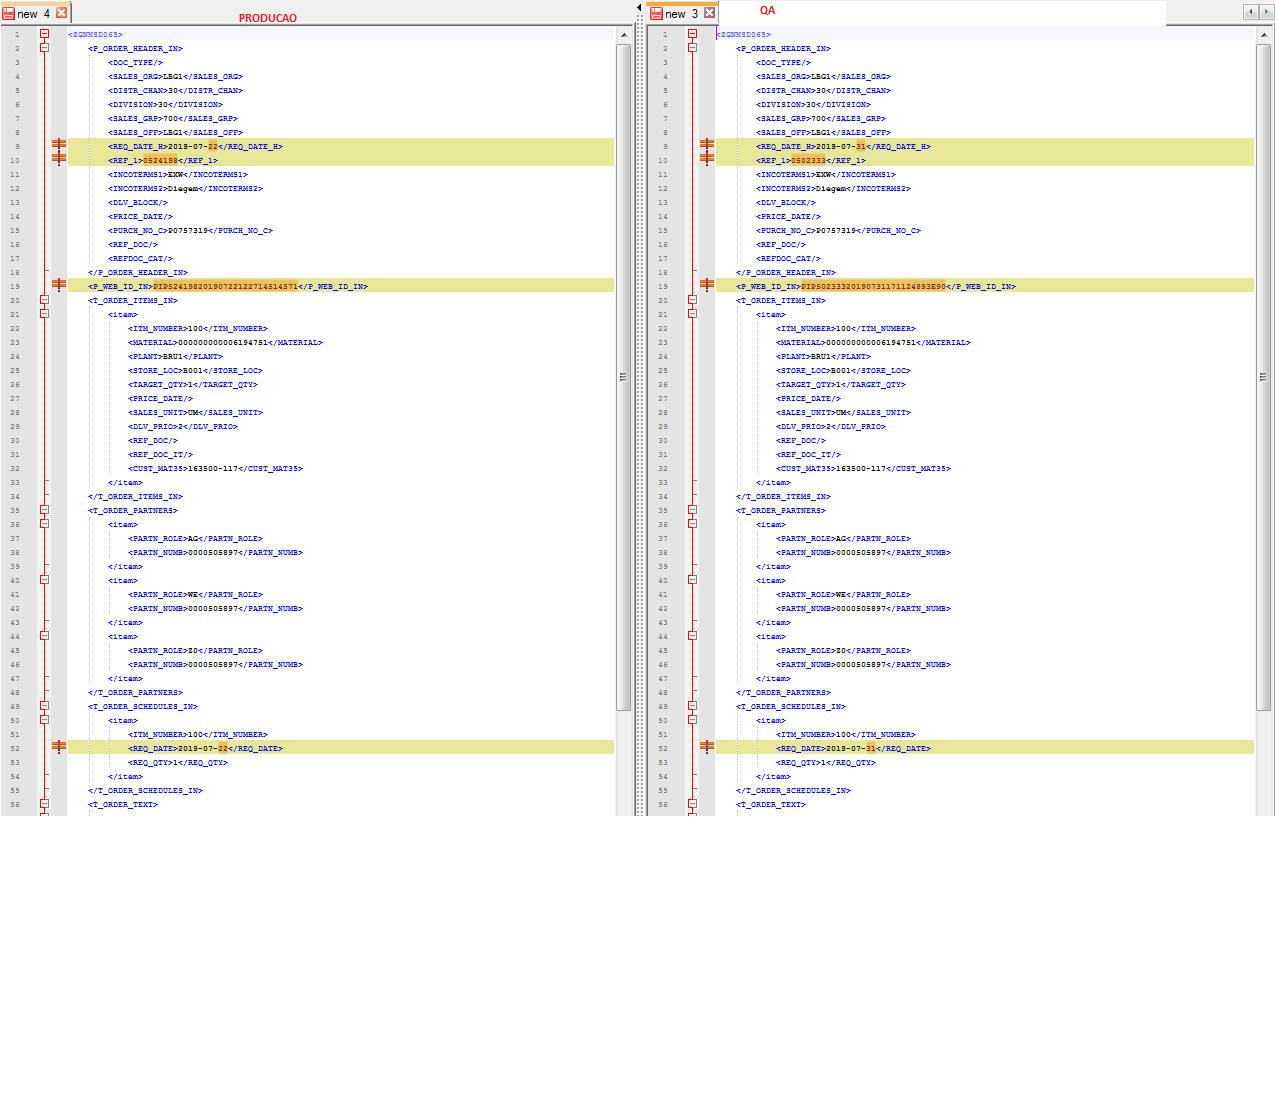 new 4
PRODUCAO
1 <ZGNNSD065>
2 <P_ORDER_HEADER_IN>
3 <DOC_TYPE/>
4 <SALES_ORG>LBG1</SALES_ORG>
5 <DISTR_CHAN>30</DISTR_CHAN>
6 <DIVISION>30</DIVISION>
7 <SALES_GRP>700</SALES_GRP>
8 <SALES_OFF>LBG1</SALES_OFF>
9 <REQ_DATE_H>2019-07-22</REQ_DATE_H>
10 <REF_1>0524198</REF_1>
11 <INCOTERMS1>EXW</INCOTERMS1>
12 <INCOTERMS2>Diegem</INCOTERMS2>
13 <DLV_BLOCK/>
14 <PRICE_DATE/>
15 <PURCH_NO_C>P0757319</PURCH_NO_C>
16 <REF_DOC/>
17 <REFDOC_CAT/>
18 </P_ORDER_HEADER_IN>
19 <P_WEB_ID_IN>PIP52419820190722122714514571</P_WEB_ID_IN>
20 <T_ORDER_ITEMS_IN>
21 <item>
22 <ITM_NUMBER>100</ITM_NUMBER>
23 <MATERIAL>000000000006194751</MATERIAL>
24 <PLANT>BRU1</PLANT>
25 <STORE_LOC>B001</STORE_LOC>
26 <TARGET_QTY>1</TARGET_QTY>
27 <PRICE_DATE/>
28 <SALES_UNIT>UM</SALES_UNIT>
29 <DLV_PRIO>2</DLV_PRIO>
30 <REF_DOC/>
31 <REF_DOC_IT/>
32 <CUST_MAT35>163500-117</CUST_MAT35>
33 </item>
34 </T_ORDER_ITEMS_IN>
35 <T_ORDER_PARTNERS>
36 <item>
37 <PARTN_ROLE>AG</PARTN_ROLE>
38 <PARTN_NUMB>0000505897</PARTN_NUMB>
39 </item>
40 <item>
41 <PARTN_ROLE>WE</PARTN_ROLE>
42 <PARTN_NUMB>0000505897</PARTN_NUMB>
43 </item>
44 <item>
45 <PARTN_ROLE>Z0</PARTN_ROLE>
46 <PARTN_NUMB>0000505897</PARTN_NUMB>
47 </item>
48 </T_ORDER_PARTNERS>
49 <T_ORDER_SCHEDULES_IN>
50 <item>
51 <ITM_NUMBER>100</ITM_NUMBER>
52 <REQ_DATE>2019-07-22</REQ_DATE>
53 <REQ_QTY>1</REQ_QTY>
54 </item>
55 </T_ORDER_SCHEDULES_IN>
56 <T_ORDER_TEXT>
new 3
QA
1 <ZGNNSD065>
2 <P_ORDER_HEADER_IN>
3 <DOC_TYPE/>
4 <SALES_ORG>LBG1</SALES_ORG>
5 <DISTR_CHAN>30</DISTR_CHAN>
6 <DIVISION>30</DIVISION>
7 <SALES_GRP>700</SALES_GRP>
8 <SALES_OFF>LBG1</SALES_OFF>
9 <REQ_DATE_H>2019-07-31</REQ_DATE_H>
10 <REF_1>0502333</REF_1>
11 <INCOTERMS1>EXW</INCOTERMS1>
12 <INCOTERMS2>Diegem</INCOTERMS2>
13 <DLV_BLOCK/>
14 <PRICE_DATE/>
15 <PURCH_NO_C>P0757319</PURCH_NO_C>
16 <REF_DOC/>
17 <REFDOC_CAT/>
18 </P_ORDER_HEADER_IN>
19 <P_WEB_ID_IN>PIP50233320190731171124893E90</P_WEB_ID_IN>
20 <T_ORDER_ITEMS_IN>
21 <item>
22 <ITM_NUMBER>100</ITM_NUMBER>
23 <MATERIAL>000000000006194751</MATERIAL>
24 <PLANT>BRU1</PLANT>
25 <STORE_LOC>B001</STORE_LOC>
26 <TARGET_QTY>1</TARGET_QTY>
27 <PRICE_DATE/>
28 <SALES_UNIT>UM</SALES_UNIT>
29 <DLV_PRIO>2</DLV_PRIO>
30 <REF_DOC/>
31 <REF_DOC_IT/>
32 <CUST_MAT35>163500-117</CUST_MAT35>
33 </item>
34 </T_ORDER_ITEMS_IN>
35 <T_ORDER_PARTNERS>
36 <item>
37 <PARTN_ROLE>AG</PARTN_ROLE>
38 <PARTN_NUMB>0000505897</PARTN_NUMB>
39 </item>
40 <item>
41 <PARTN_ROLE>WE</PARTN_ROLE>
42 <PARTN_NUMB>0000505897</PARTN_NUMB>
43 </item>
44 <item>
45 <PARTN_ROLE>Z0</PARTN_ROLE>
46 <PARTN_NUMB>0000505897</PARTN_NUMB>
47 </item>
48 </T_ORDER_PARTNERS>
49 <T_ORDER_SCHEDULES_IN>
50 <item>
51 <ITM_NUMBER>100</ITM_NUMBER>
52 <REQ_DATE>2019-07-31</REQ_DATE>
53 <REQ_QTY>1</REQ_QTY>
54 </item>
55 </T_ORDER_SCHEDULES_IN>
56 <T_ORDER_TEXT>